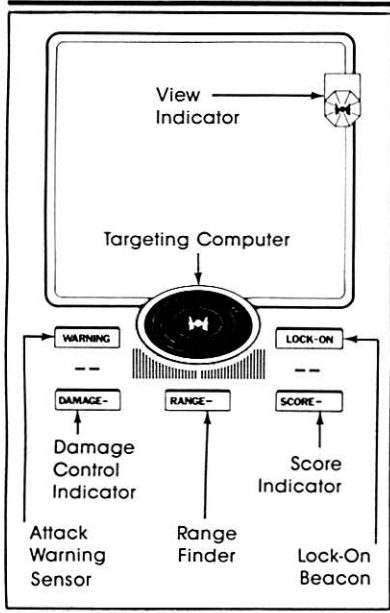 View
Indicator
Targeting Computer
WARNING
LOCK-ON
DAMAGE-
RANGE-
SCORE-
Damage
Control
Indicator
Score
Indicator
Attack
Warning
Sensor
Range
Finder
Lock-On
Beacon